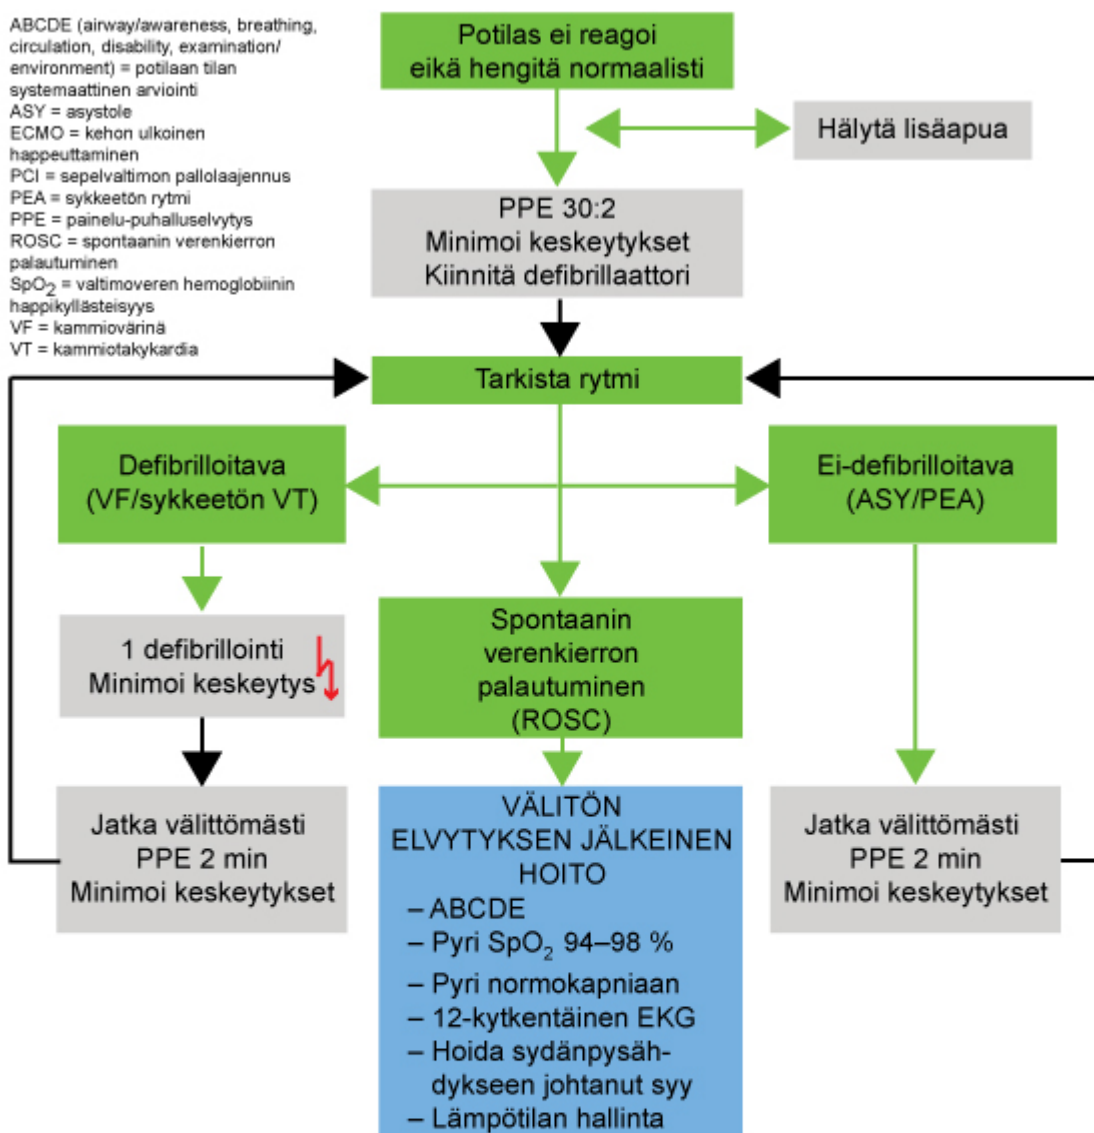 ABCDE (airway/awareness, breathing,
circulation, disability, examination/
environment) = potilaan tilan
systemaattinen arviointi
ASY = asystole
ECMO = kehon ulkoinen
happeuttaminen
PCI = sepelvaltimon pallolaajennus
PEA = sykkeetön rytmi
PPE = painelu-puhalluselvytys
ROSC = spontaanin verenkierron
palautuminen
SpO₂ = valtimoveren hemoglobiinin
happikyllästeisyys
VF = kammiovärinä
VT = kammiotakykardia
Potilas ei reagoi
eikä hengitä normaalisti
Hälytä lisäapua
PPE 30:2
Minimoi keskeytykset
Kiinnitä defibrillaattori
Tarkista rytmi
Defibrilloitava
(VF/sykkeetön VT)
Ei-defibrilloitava
(ASY/PEA)
1 defibrillointi
Minimoi keskeytys
Spontaanin
verenkierron
palautuminen
(ROSC)
Jatka välittömästi
PPE 2 min
Minimoi keskeytykset
VÄLITÖN
ELVYTYKSEN JÄLKEINEN
HOITO
– ABCDE
– Pyri SpO₂ 94–98 %
– Pyri normokapniaan
– 12-kytkentäinen EKG
– Hoida sydänpysäh-
dykseen johtanut syy
– Lämpötilan hallinta
Jatka välittömästi
PPE 2 min
Minimoi keskeytykset